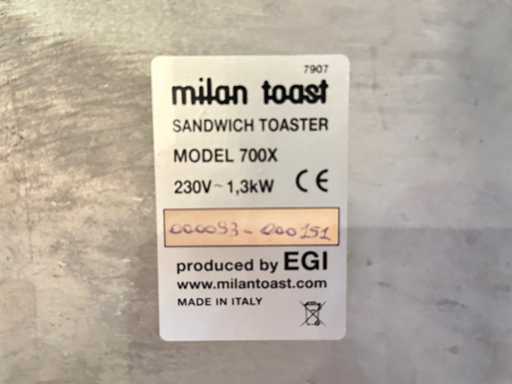 7907
milan toast
SANDWICH TOASTER
MODEL 700X
230V~1,3kW CE
000093-000151
produced by EGI
www.milantoast.com
MADE IN ITALY